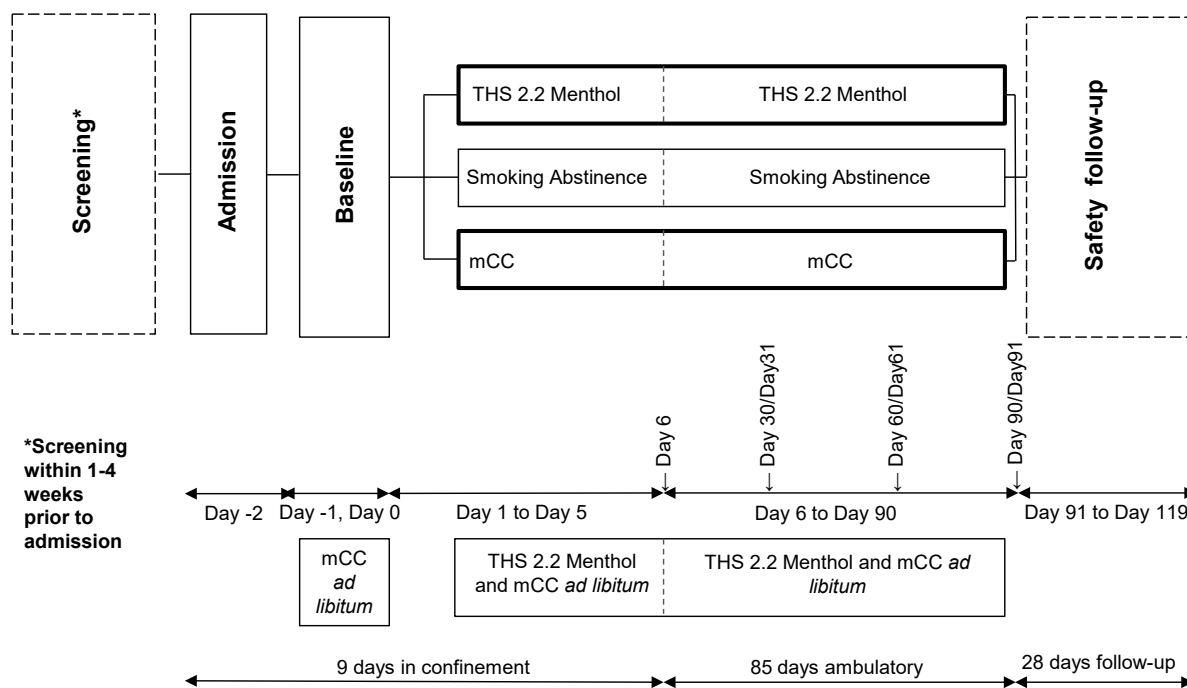 Screening*
Admission
Baseline
THS 2.2 Menthol
THS 2.2 Menthol
Smoking Abstinence
Smoking Abstinence
mCC
mCC
Safety follow-up
*Screening
within 1-4
weeks
prior to
admission
Day 6
Day 30/Day31
Day 60/Day61
Day 90/Day91
Day -2
Day -1, Day 0
Day 1 to Day 5
Day 6 to Day 90
Day 91 to Day 119
mCC
ad
libitum
THS 2.2 Menthol
and mCC ad libitum
THS 2.2 Menthol and mCC ad
libitum
9 days in confinement
85 days ambulatory
28 days follow-up